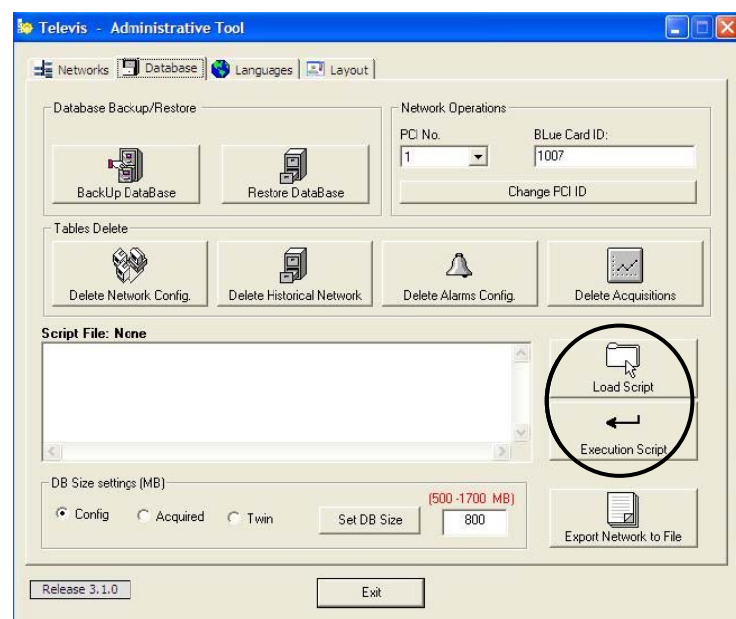 Televis - Administrative Tool
Networks Database Languages Layout
Database Backup/Restore
BackUp DataBase
Restore DataBase
Network Operations
PCI No.
BLue Card ID:
1
1007
Change PCI ID
Tables Delete
Delete Network Config.
Delete Historical Network
Delete Alarms Config.
Delete Acquisitions
Script File: None
Load Script
Execution Script
DB Size settings (MB)
Config
Acquired
Twin
Set DB Size
(500 -1700 MB)
800
Export Network to File
Release 3.1.0
Exit